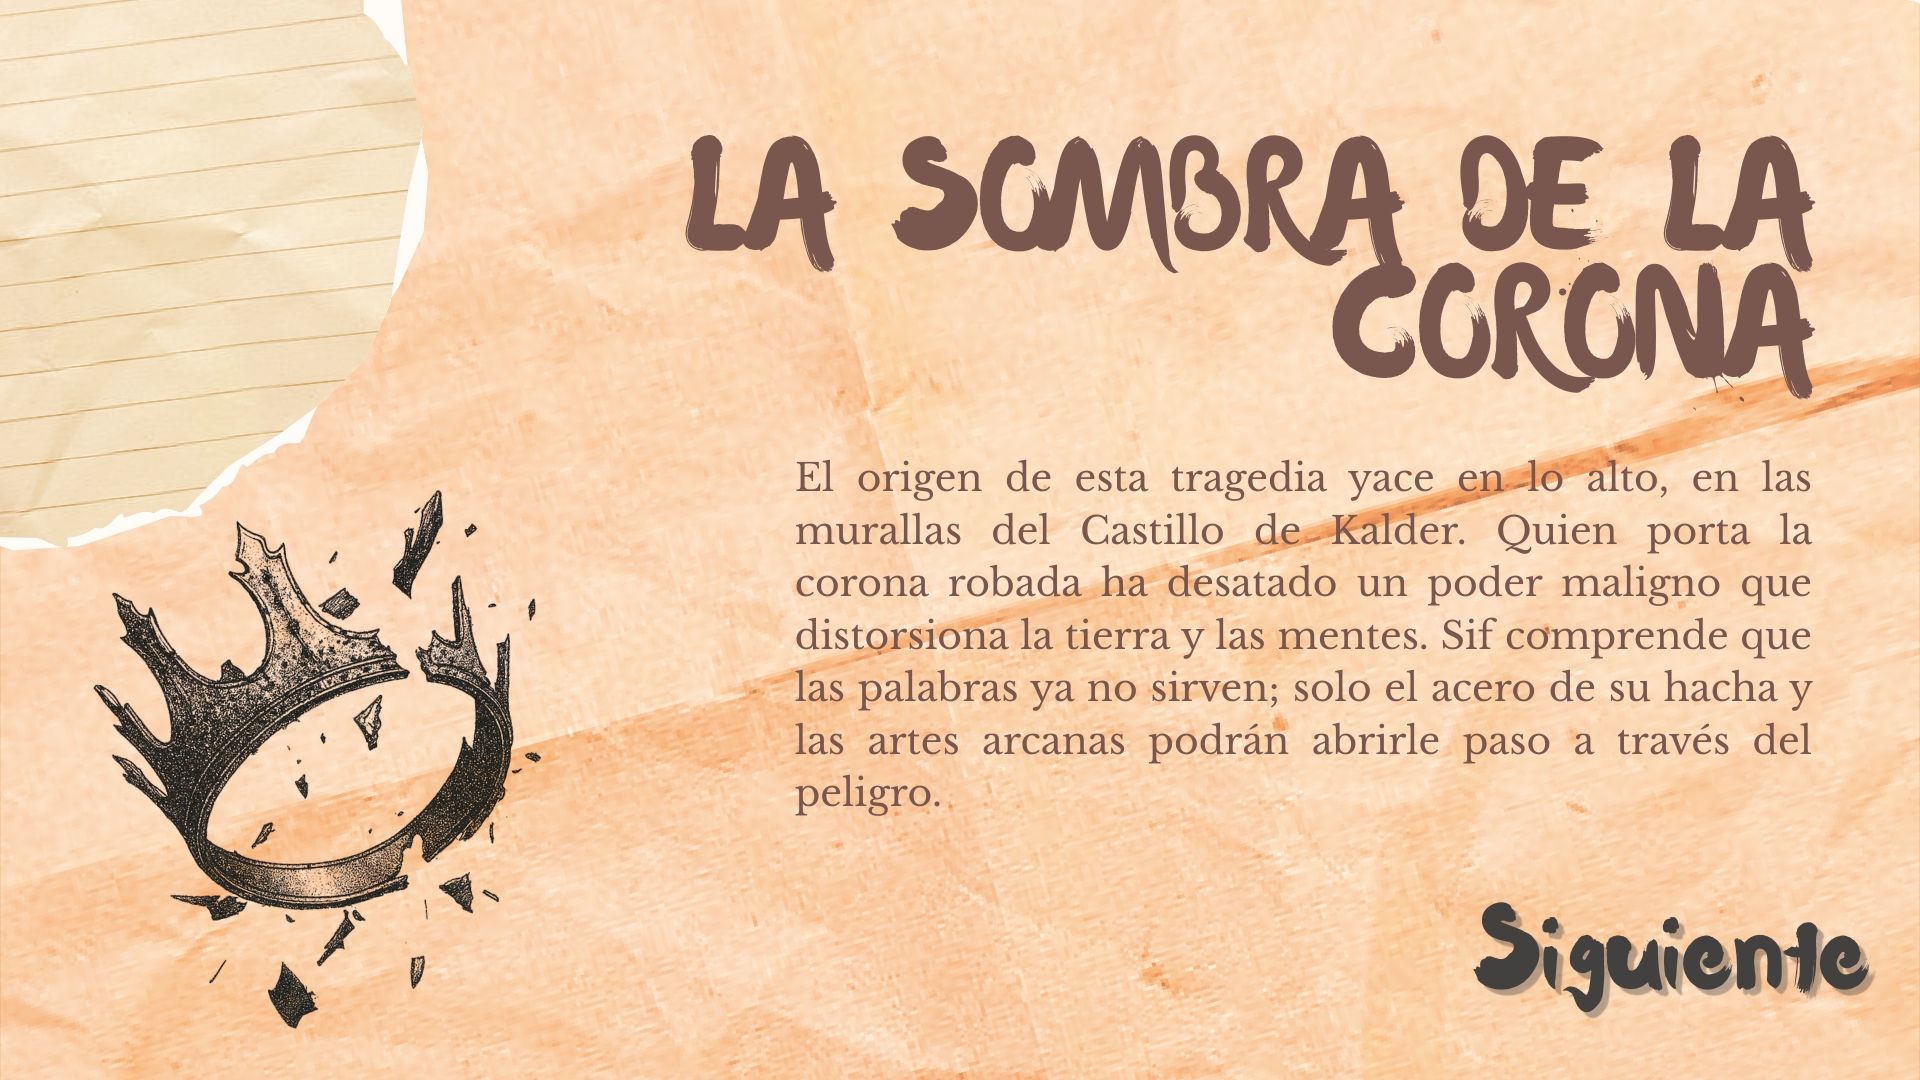 LA SOMBRA DE LA
CORONA
El origen de esta tragedia yace en lo alto, en las
murallas del Castillo de Kalder. Quien porta la
corona robada ha desatado un poder maligno que
distorsiona la tierra y las mentes. Sif comprende que
las palabras ya no sirven; solo el acero de su hacha y
las artes arcanas podrán abrirle paso a través del
peligro.
Siguiente